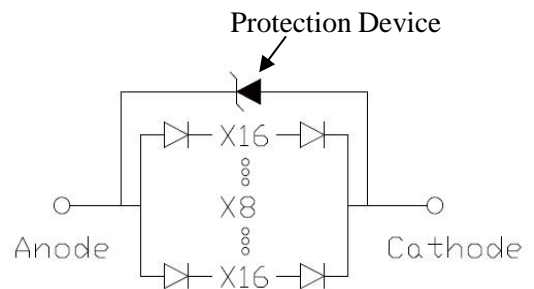 Protection Device
X16
X8
X16
Anode
Cathode